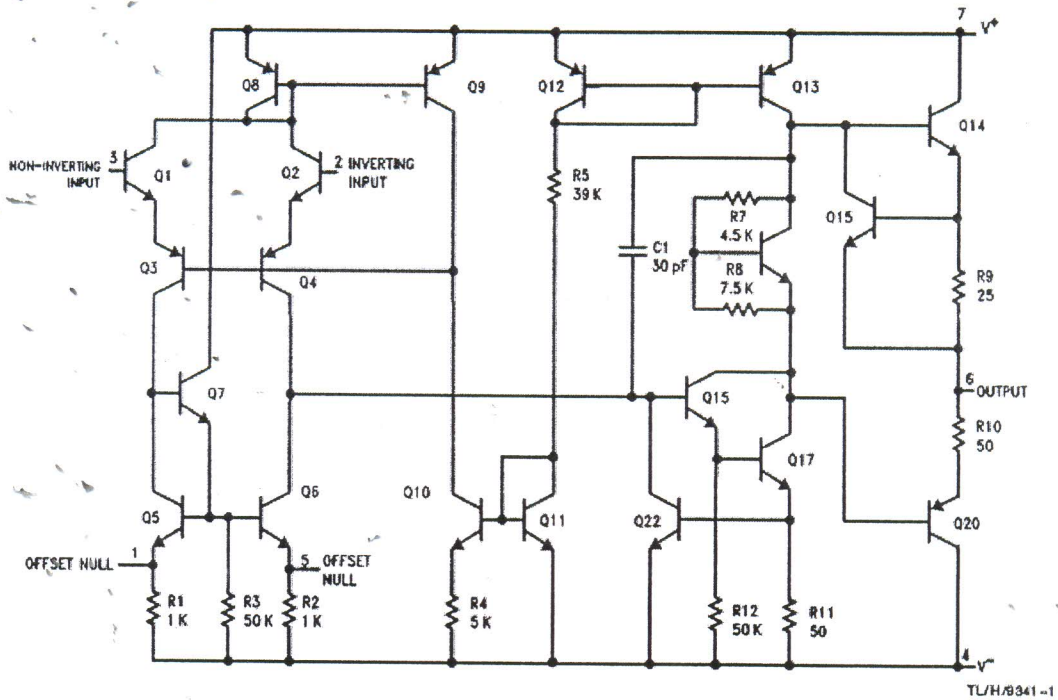 7
V+
Q8
Q9
Q12
Q13
Q14
NON-INVERTING
INPUT
3
Q1
Q2
2 INVERTING
INPUT
R5
39 K
R7
4.5 K
Q15
Q3
Q4
C1
30 pF
R8
7.5 K
R9
25
Q7
Q15
6
OUTPUT
R10
50
Q17
Q5
Q6
Q10
Q11
Q22
Q20
OFFSET NULL
1
5
OFFSET
NULL
R1
1 K
R3
50 K
R2
1 K
R4
5 K
R12
50 K
R11
50
4
V-
TL/H/9341-1